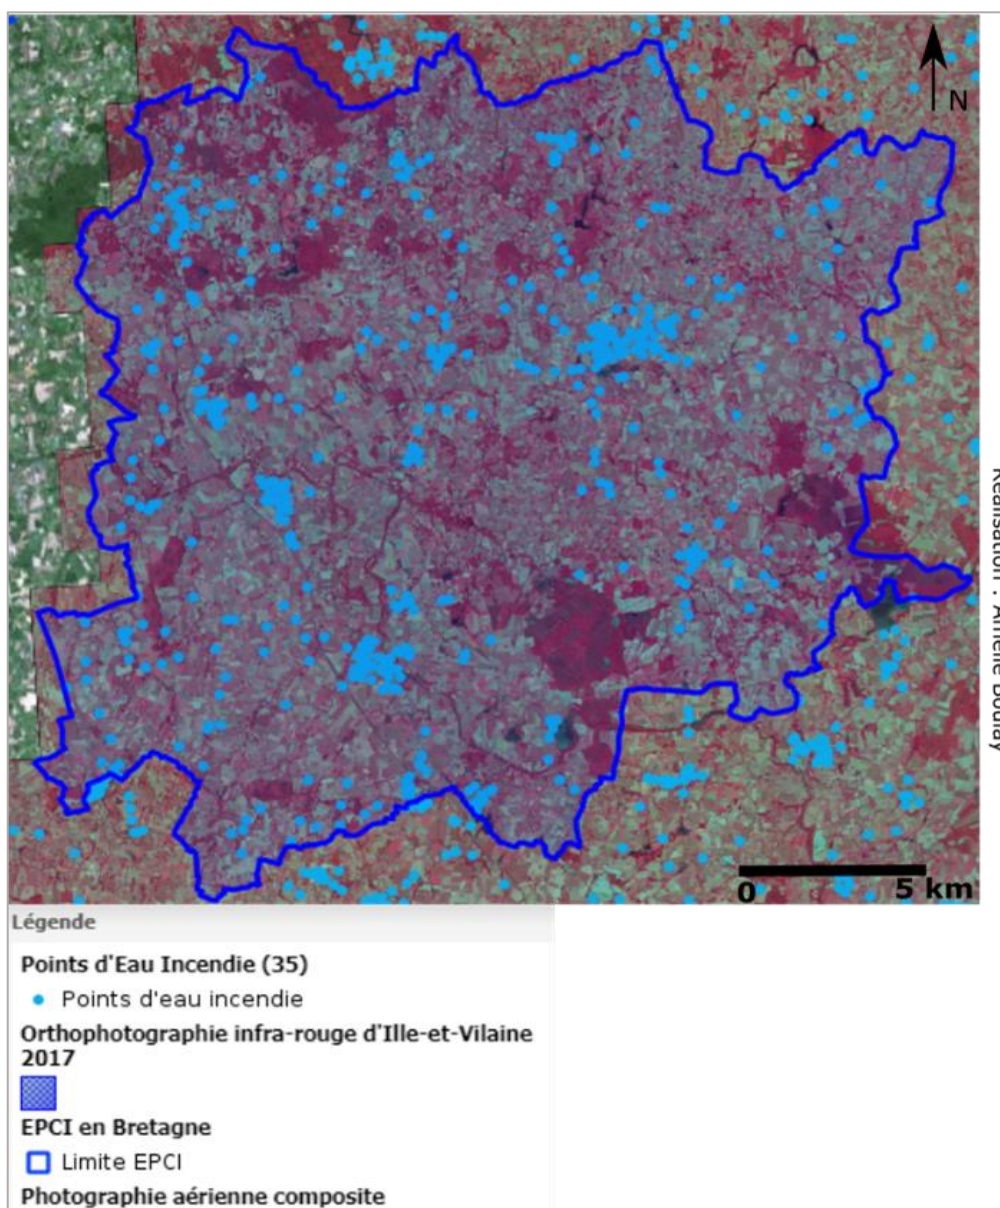 N
Réalisation : Amélie Boulay
0 5 km
Légende
Points d'Eau Incendie (35)
Points d'eau incendie
Orthophotographie infra-rouge d'Ille-et-Vilaine
2017
EPCI en Bretagne
Limite EPCI
Photographie aérienne composite